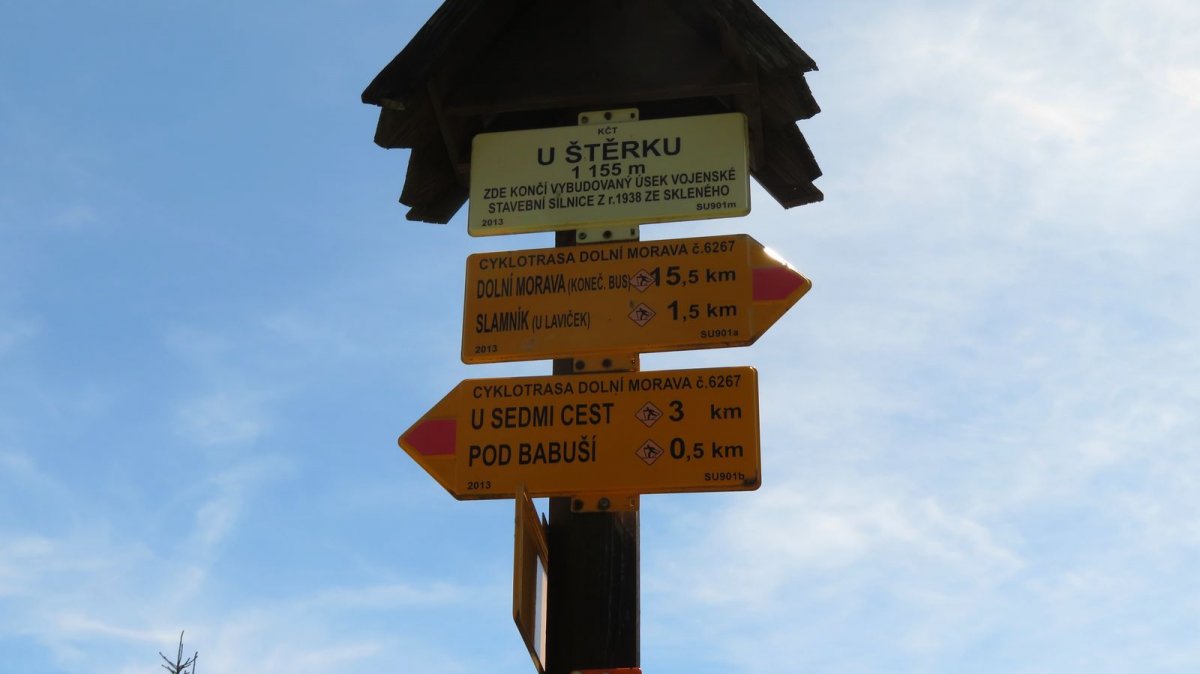 KČT
U ŠTĚRKU
1 155 m
ZDE KONČÍ VYBUDOVANÝ ÚSEK VOJENSKÉ
STAVEBNÍ SÍLNICE Z r.1938 ZE SKLENÉHO
2013 SU901m
CYKLOTRASA DOLNÍ MORAVA č.6267
DOLNÍ MORAVA (KONEČ. BUS) 15,5 km
SLAMNÍK (U LAVIČEK) 1,5 km
2013 SU901a
CYKLOTRASA DOLNÍ MORAVA č.6267
U SEDMI CEST 3 km
POD BABUŠÍ 0,5 km
2013 SU901b